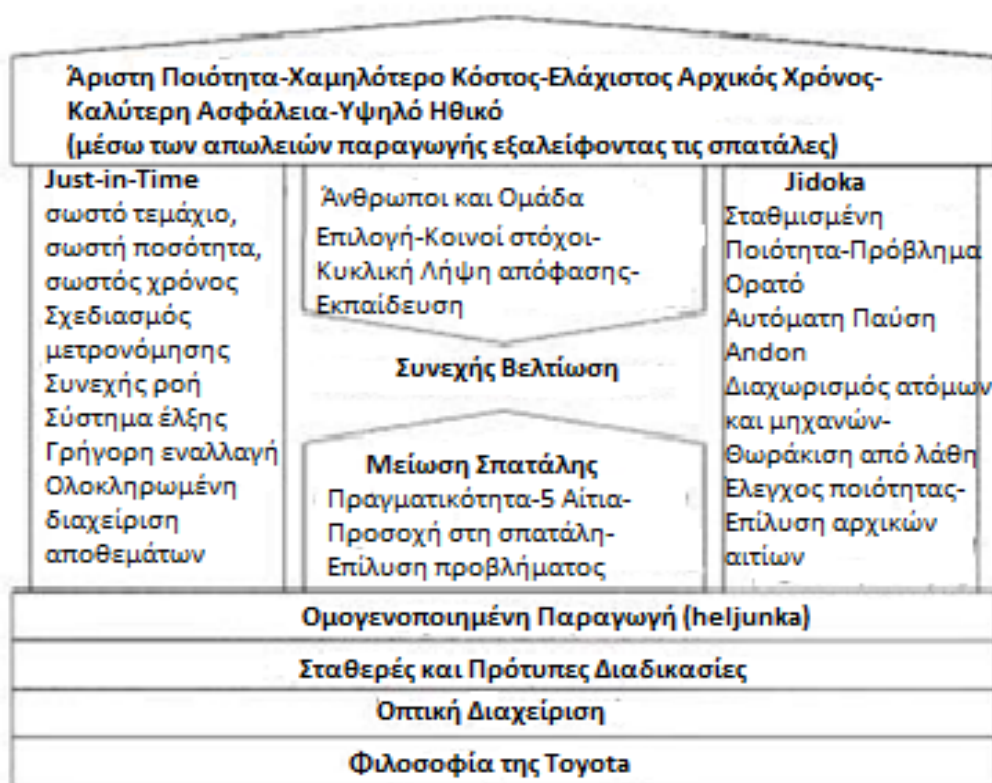 Άριστη Ποιότητα-Χαμηλότερο Κόστος-Ελάχιστος Αρχικός Χρόνος-
Καλύτερη Ασφάλεια-Υψηλό Ηθικό
(μέσω των απωλειών παραγωγής εξαλείφοντας τις σπατάλες)
Just-in-Time
σωστό τεμάχιο,
σωστή ποσότητα,
σωστός χρόνος
Σχεδιασμός
μετρονόμησης
Συνεχής ροή
Σύστημα έλξης
Γρήγορη εναλλαγή
Ολοκληρωμένη
διαχείριση
αποθεμάτων
Άνθρωποι και Ομάδα
Επιλογή-Κοινοί στόχοι-
Κυκλική Λήψη απόφασης-
Εκπαίδευση
Συνεχής Βελτίωση
Μείωση Σπατάλης
Πραγματικότητα-5 Αίτια-
Προσοχή στη σπατάλη-
Επίλυση προβλήματος
Jidoka
Σταθμισμένη
Ποιότητα-Πρόβλημα
Ορατό
Αυτόματη Παύση
Andon
Διαχωρισμός ατόμων
και μηχανών-
Θωράκιση από λάθη
Έλεγχος ποιότητας-
Επίλυση αρχικών
αιτίων
Ομογενοποιημένη Παραγωγή (heljunka)
Σταθερές και Πρότυπες Διαδικασίες
Οπτική Διαχείριση
Φιλοσοφία της Toyota